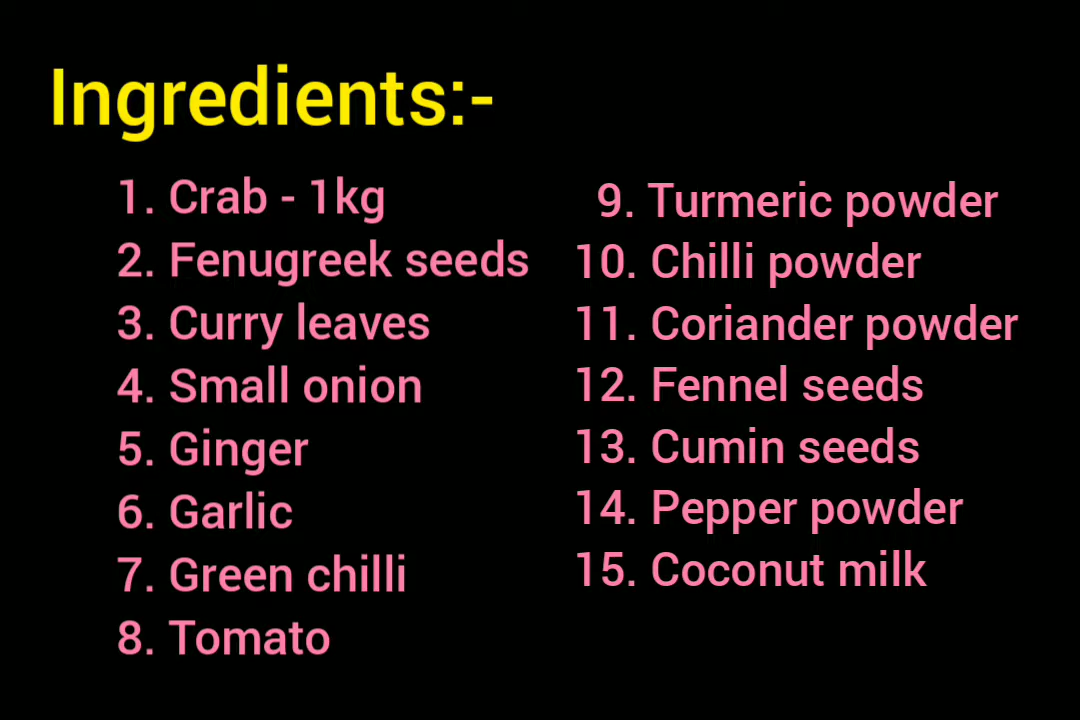 Ingredients:-
1. Crab - 1kg
2. Fenugreek seeds
3. Curry leaves
4. Small onion
5. Ginger
6. Garlic
7. Green chilli
8. Tomato
9. Turmeric powder
10. Chilli powder
11. Coriander powder
12. Fennel seeds
13. Cumin seeds
14. Pepper powder
15. Coconut milk